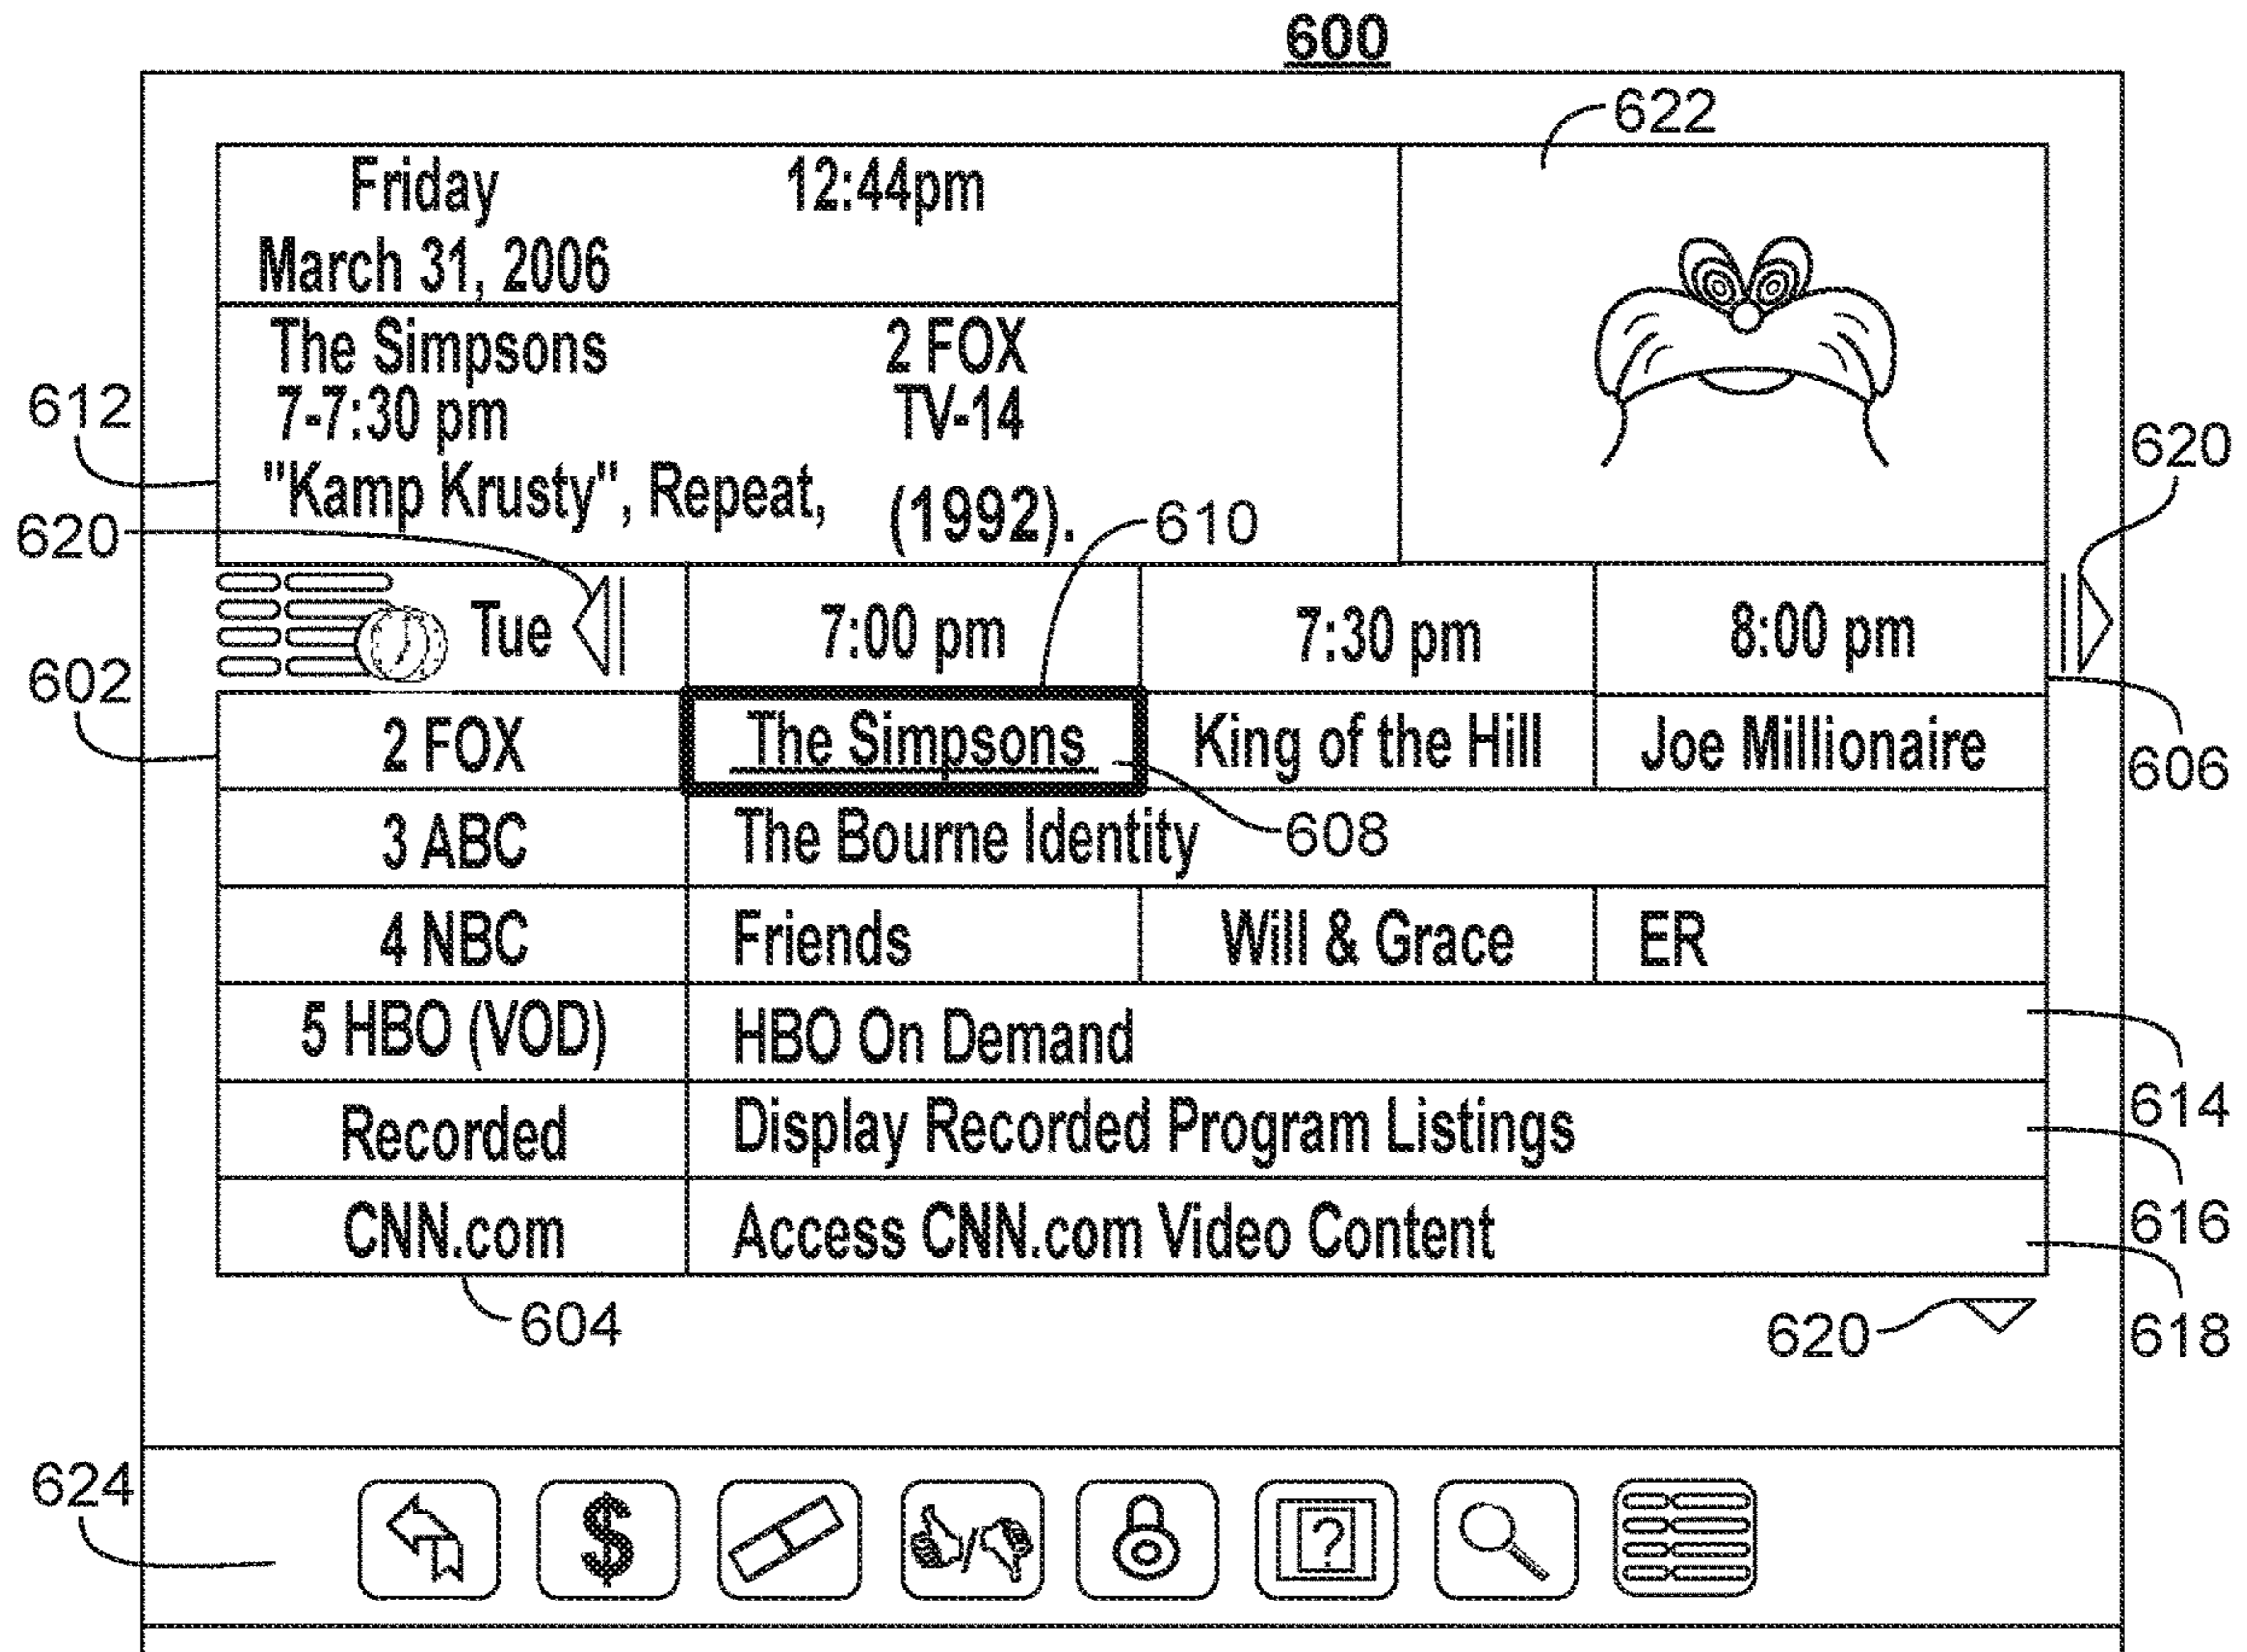 600
622
Friday 12:44pm
March 31, 2006
The Simpsons 2 FOX
612
7-7:30 pm TV-14
620
"Kamp Krusty", Repeat, (1992).
620 610
Tue 7:00 pm 7:30 pm 8:00 pm
602
2 FOX The Simpsons King of the Hill Joe Millionaire
606
3 ABC The Bourne Identity 608
4 NBC Friends Will & Grace ER
5 HBO (VOD) HBO On Demand
614
Recorded Display Recorded Program Listings
616
CNN.com Access CNN.com Video Content
604 620 618
624
$ / ?